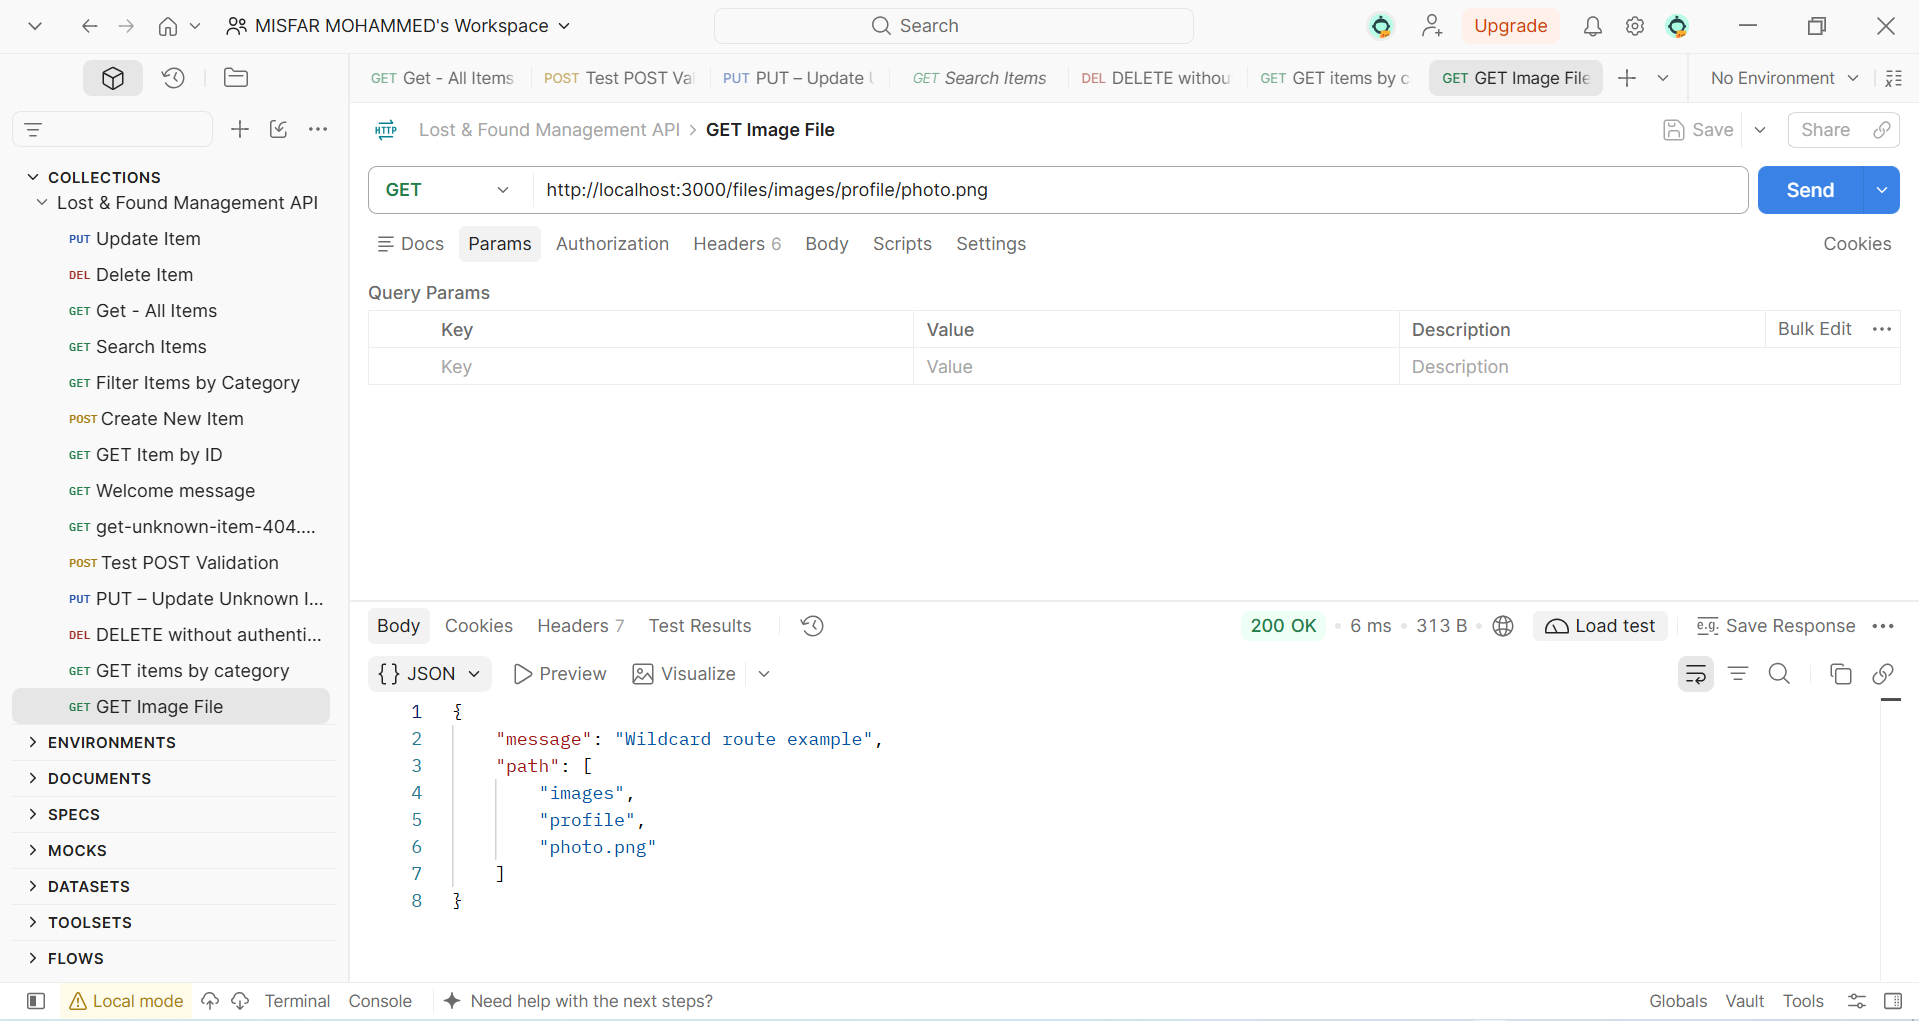 MISFAR MOHAMMED's Workspace
Search
Upgrade
GET Get - All Items
POST Test POST Va
PUT PUT – Update
GET Search Items
DEL DELETE withou
GET GET items by c
GET GET Image File
No Environment
HTTP Lost & Found Management API > GET Image File
Save
Share
GET http://localhost:3000/files/images/profile/photo.png
Send
Docs Params Authorization Headers 6 Body Scripts Settings
Cookies
Query Params
Key Value Description Bulk Edit
Key Value Description
COLLECTIONS
Lost & Found Management API
PUT Update Item
DEL Delete Item
GET Get - All Items
GET Search Items
GET Filter Items by Category
POST Create New Item
GET GET Item by ID
GET Welcome message
GET get-unknown-item-404....
POST Test POST Validation
PUT PUT – Update Unknown I...
DEL DELETE without authenti...
GET GET items by category
GET GET Image File
ENVIRONMENTS
DOCUMENTS
SPECS
MOCKS
DATASETS
TOOLSETS
FLOWS
Body Cookies Headers 7 Test Results
200 OK • 6 ms • 313 B •
Load test
e.g. Save Response
{} JSON Preview Visualize
1 {
2 "message": "Wildcard route example",
3 "path": [
4 "images",
5 "profile",
6 "photo.png"
7 ]
8 }
Local mode Terminal Console Need help with the next steps?
Globals Vault Tools